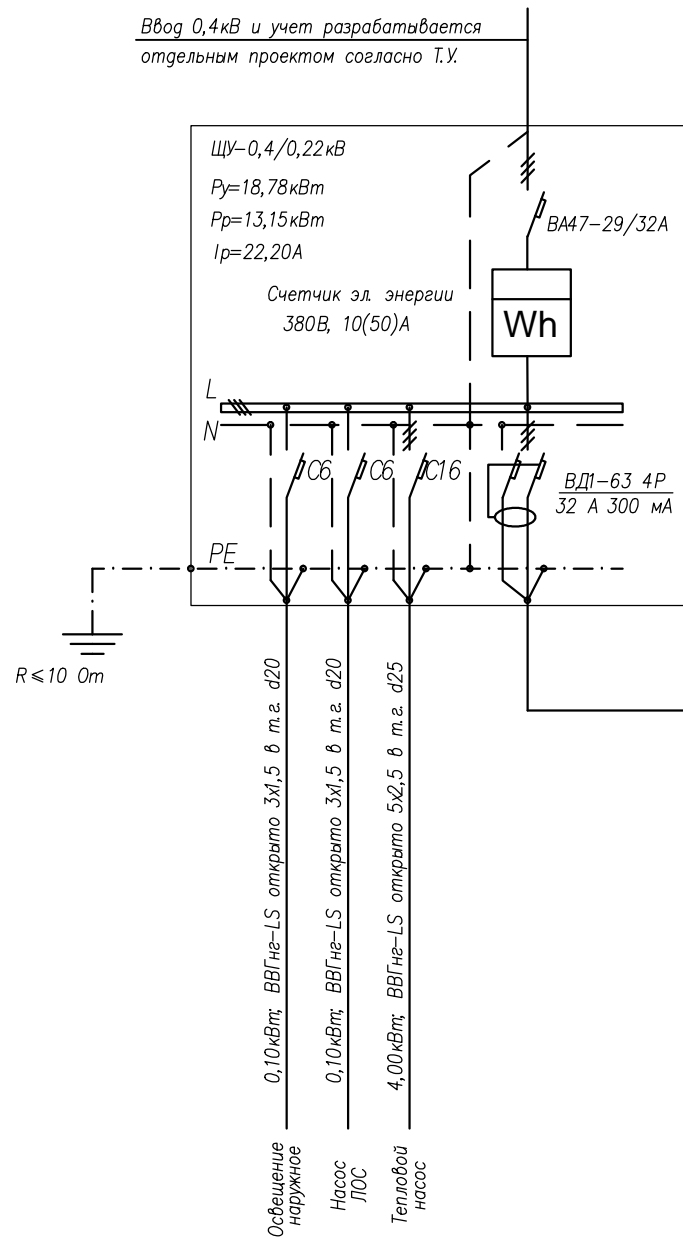 Ввод 0,4кВ и учет разрабатывается
отдельным проектом согласно Т.У.
ЩУ-0,4/0,22кВ
Ру=18,78кВт
Рр=13,15кВт
Iр=22,20А
ВА47-29/32А
Счетчик эл. энергии
380В, 10(50)А
Wh
L
N
С6
С6
С16
ВД1-63 4Р
32 А 300 мА
PE
R≤10 От
0,10кВт; ВВГнг-LS открыто 3х1,5 в т.г. d20
0,10кВт; ВВГнг-LS открыто 3х1,5 в т.г. d20
4,00кВт; ВВГнг-LS открыто 5х2,5 в т.г. d25
Освещение
наружное
Насос
ЛОС
Тепловой
насос